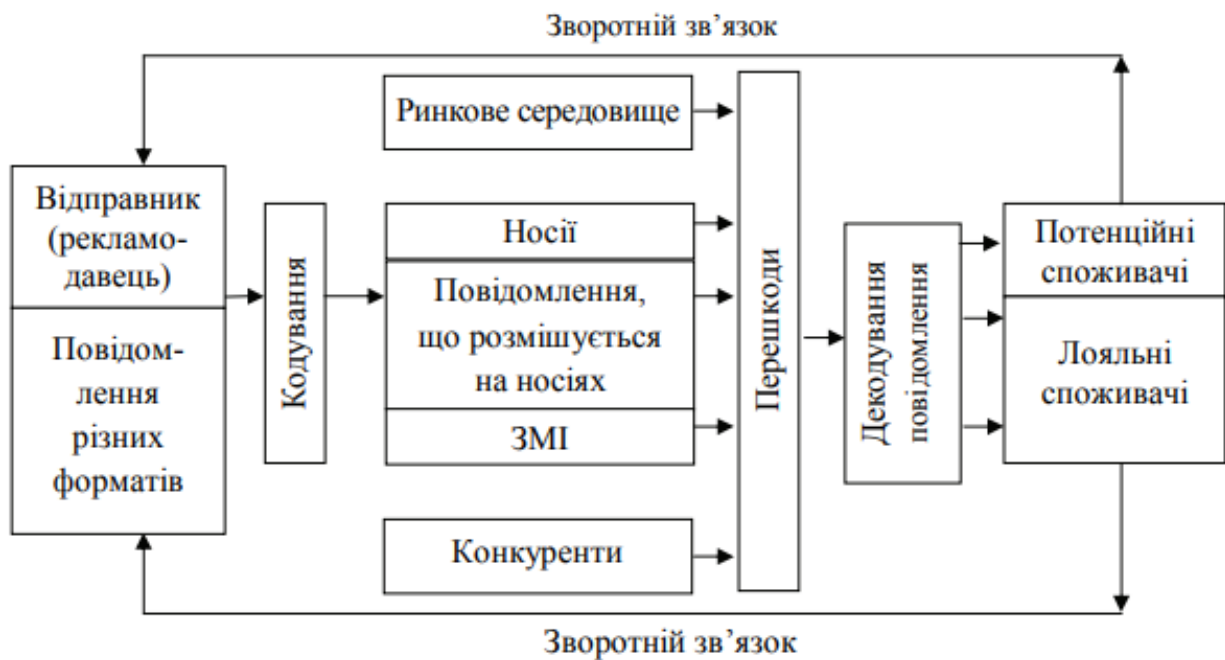 Зворотній зв’язок
Ринкове середовище
Відправник
(рекламо-
давець)
Повідом-
лення
різних
форматів
Кодування
Носії
Повідомлення,
що розмішується
на носіях
ЗМІ
Конкуренти
Перешкоди
Декодування
повідомлення
Потенційні
споживачі
Лояльні
споживачі
Зворотній зв’язок